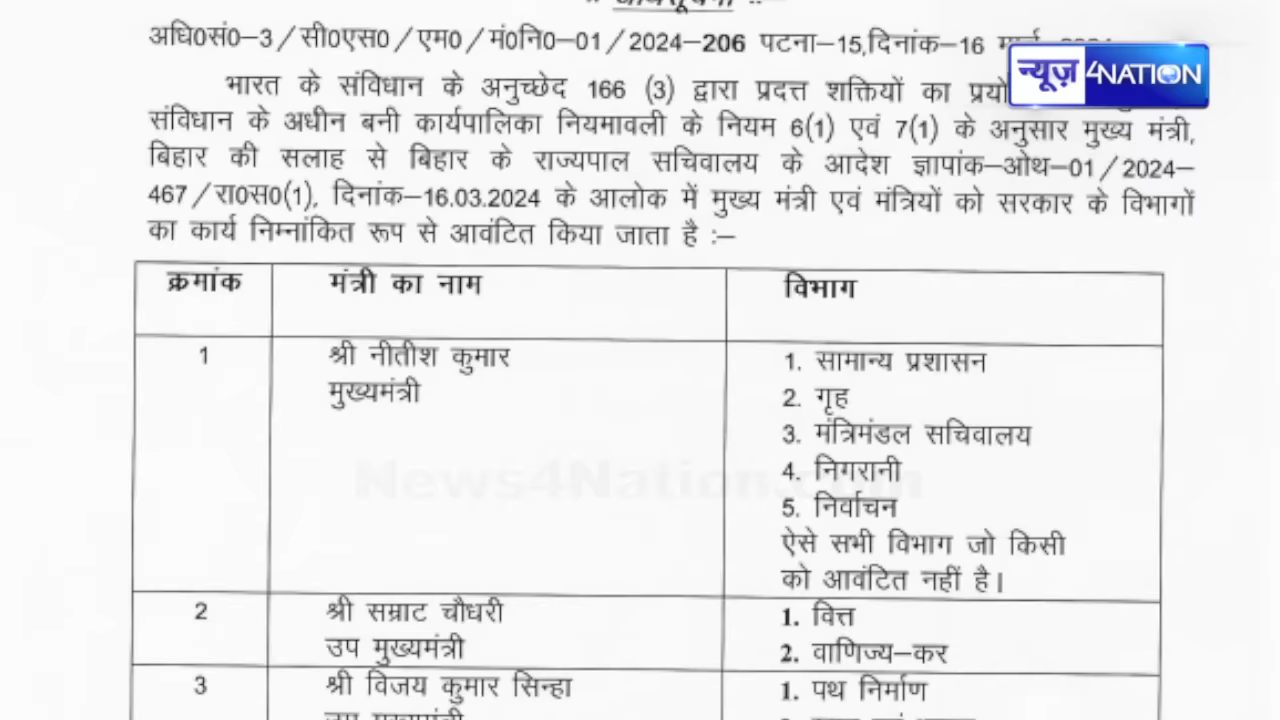 अधि0सं0–3/सी0एस0/एम0/मं0नि0–01/2024–206 पटना–15,दिनांक–16
न्यूज़ 4NATION
भारत के संविधान के अनुच्छेद 166 (3) द्वारा प्रदत्त शक्तियों का
संविधान के अधीन बनी कार्यपालिका नियमावली के नियम 6(1) एवं 7(1) के अनुसार मुख्य मंत्री,
बिहार की सलाह से बिहार के राज्यपाल सचिवालय के आदेश ज्ञापांक–ओथ–01/2024–
467/रा0स0(1), दिनांक–16.03.2024 के आलोक में मुख्य मंत्री एवं मंत्रियों को सरकार के विभागों
का कार्य निम्नांकित रूप से आवंटित किया जाता है :–
क्रमांक मंत्री का नाम विभाग
1 श्री नीतीश कुमार 1. सामान्य प्रशासन
मुख्यमंत्री 2. गृह
3. मंत्रिमंडल सचिवालय
4. निगरानी
News4Nation.com
5. निर्वाचन
ऐसे सभी विभाग जो किसी
को आवंटित नहीं है।
2 श्री सम्राट चौधरी 1. वित्त
उप मुख्यमंत्री 2. वाणिज्य–कर
3 श्री विजय कुमार सिन्हा 1. पथ निर्माण